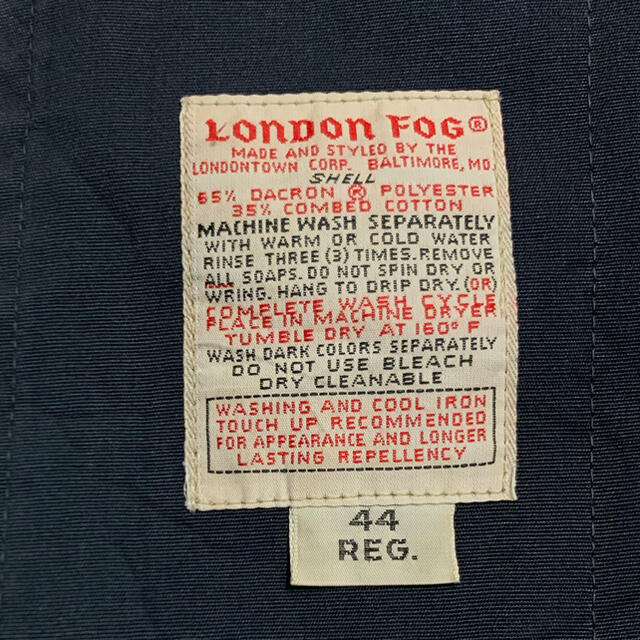 LONDON FOG®
MADE AND STYLED BY THE
LONDONTOWN CORP. BALTIMORE, MD.
SHELL
65% DACRON ® POLYESTER
35% COMBED COTTON
MACHINE WASH SEPARATELY
WITH WARM OR COLD WATER
RINSE THREE (3) TIMES. REMOVE
ALL SOAPS. DO NOT SPIN DRY OR
WRING. HANG TO DRIP DRY. (OR)
COMPLETE WASH CYCLE
PLACE IN MACHINE DRYER
TUMBLE DRY AT 160° F
WASH DARK COLORS SEPARATELY
DO NOT USE BLEACH
DRY CLEANABLE
WASHING AND COOL IRON
TOUCH UP RECOMMENDED
FOR APPEARANCE AND LONGER
LASTING REPELLENCY
44
REG.